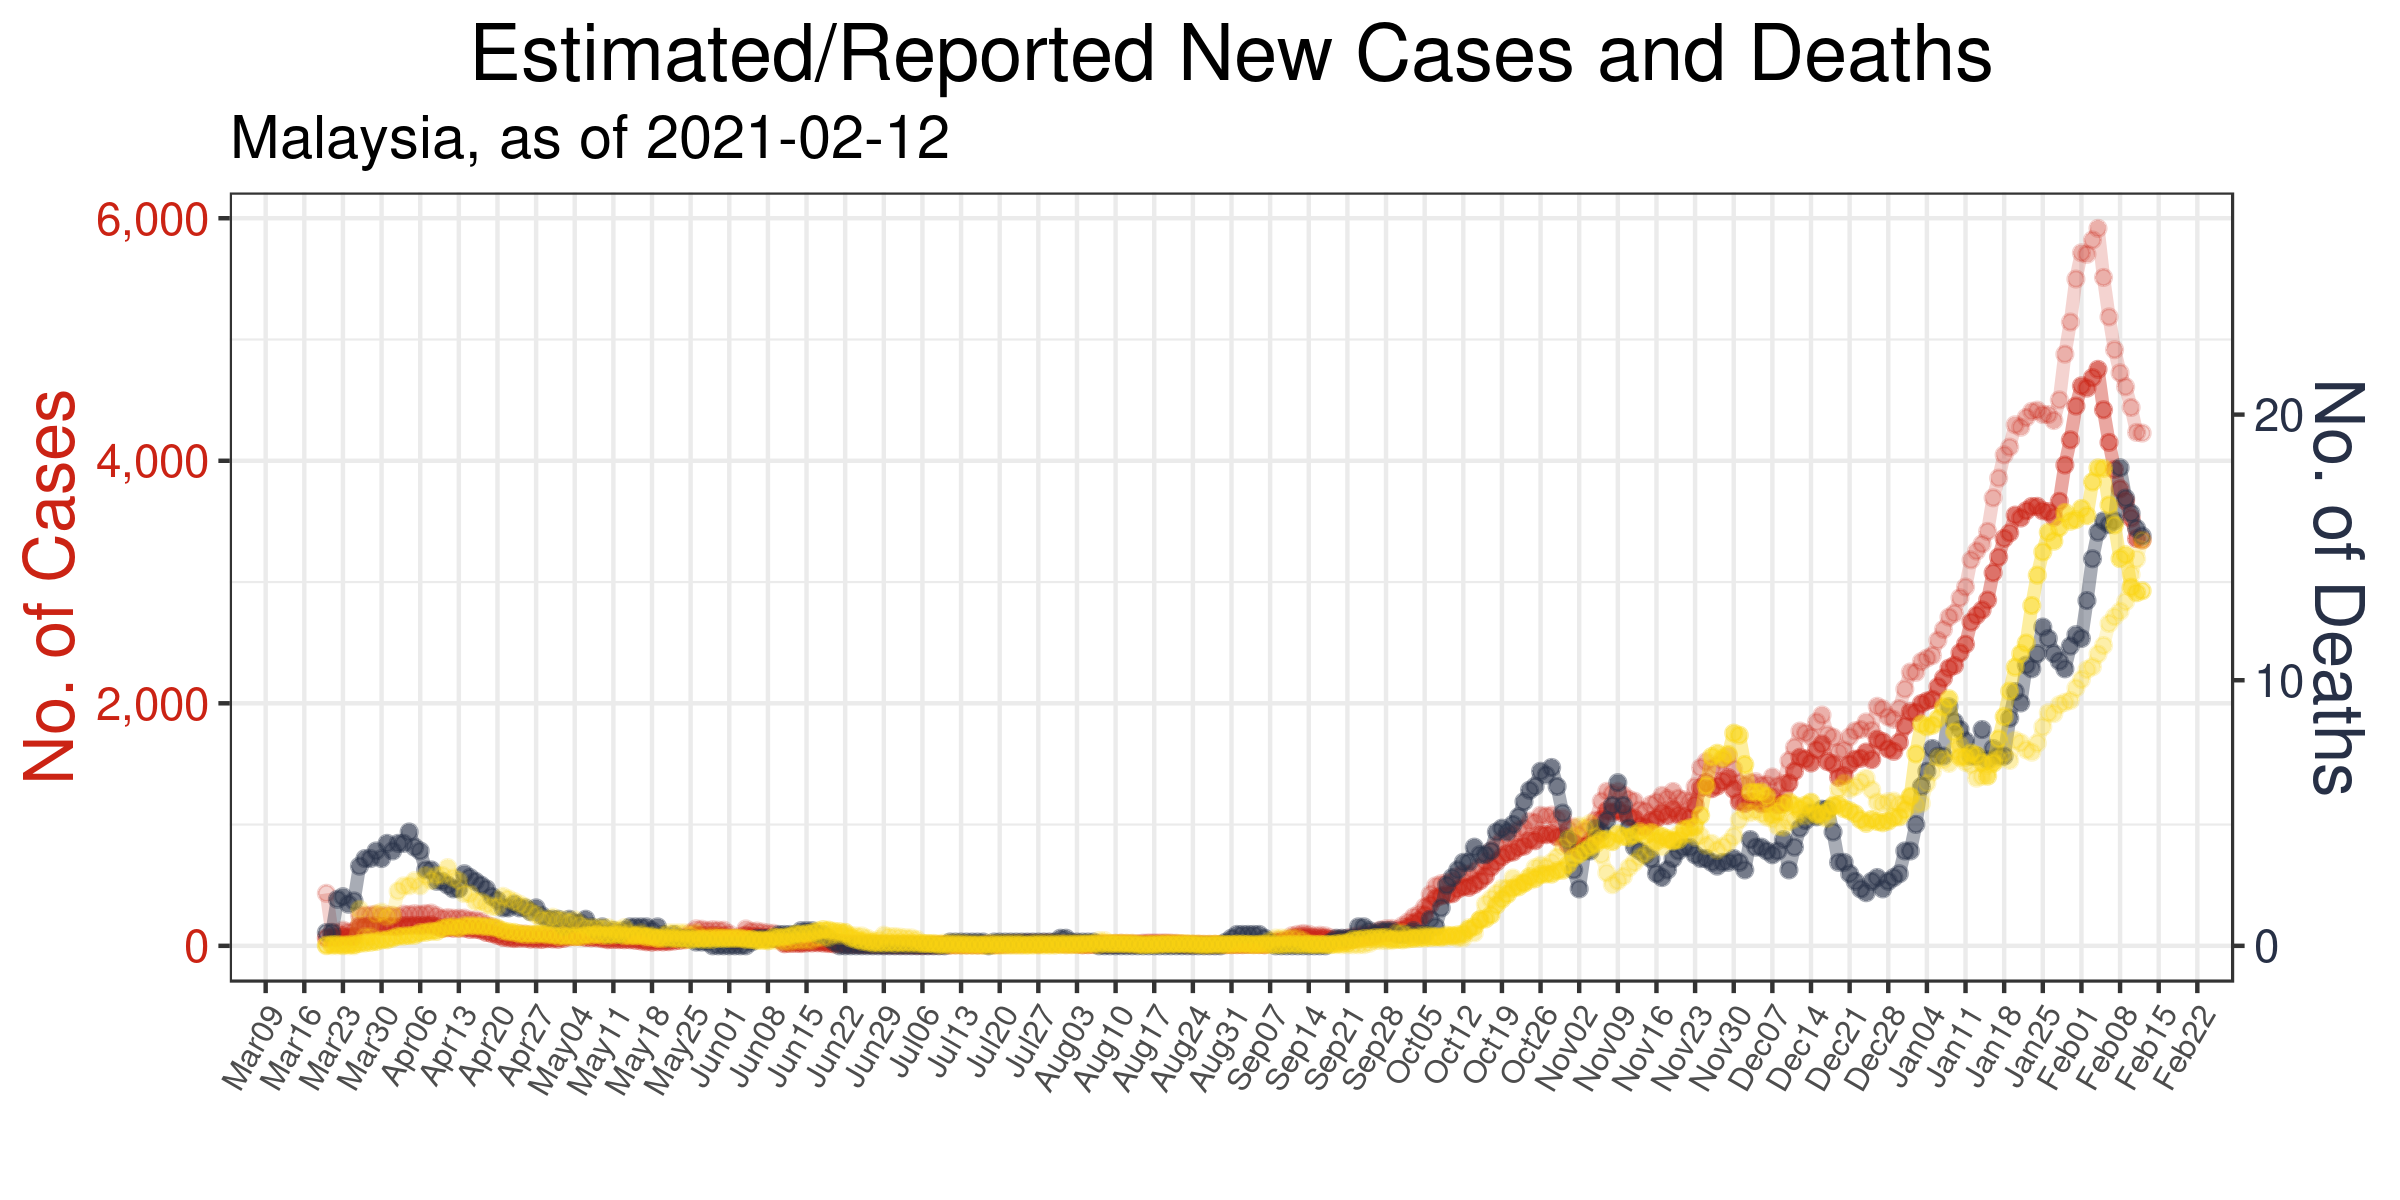 Estimated/Reported New Cases and Deaths
Malaysia, as of 2021-02-12
No. of Cases
6,000
4,000
2,000
0
No. of Deaths
20
10
0
Mar09
Mar16
Mar23
Mar30
Apr06
Apr13
Apr20
Apr27
May04
May11
May18
May25
Jun01
Jun08
Jun15
Jun22
Jun29
Jul06
Jul13
Jul20
Jul27
Aug03
Aug10
Aug17
Aug24
Aug31
Sep07
Sep14
Sep21
Sep28
Oct05
Oct12
Oct19
Oct26
Nov02
Nov09
Nov16
Nov23
Nov30
Dec07
Dec14
Dec21
Dec28
Jan04
Jan11
Jan18
Jan25
Feb01
Feb08
Feb15
Feb22